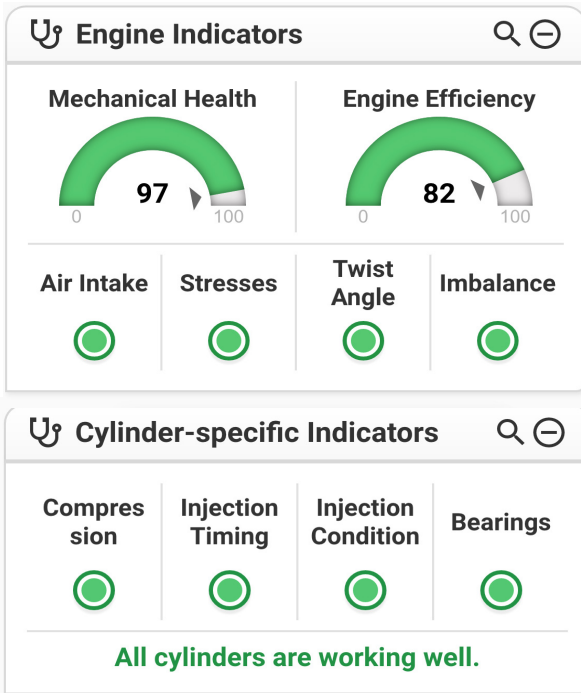 Engine Indicators
Mechanical Health
Engine Efficiency
97
82
0
100
0
100
Air Intake
Stresses
Twist
Angle
Imbalance
Cylinder-specific Indicators
Compres
sion
Injection
Timing
Injection
Condition
Bearings
All cylinders are working well.